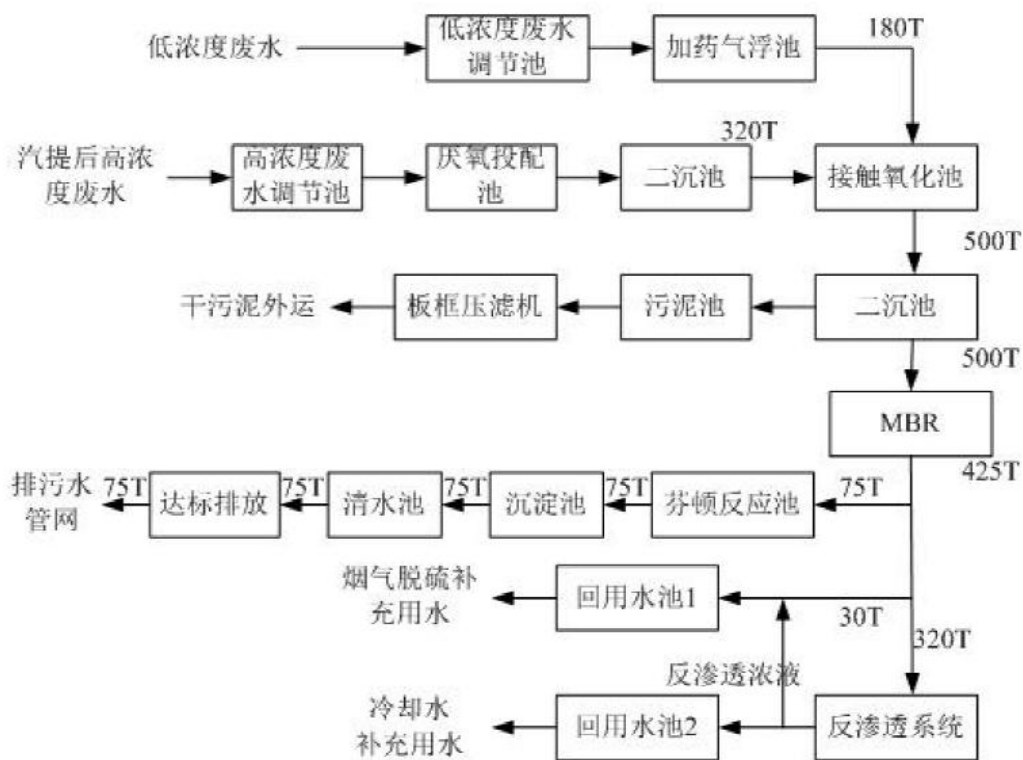 低浓度废水
低浓度废水
调节池
加药气浮池
180T
汽提后高浓
度废水
高浓度废
水调节池
厌氧投配
池
二沉池
320T
接触氧化池
500T
干污泥外运
板框压滤机
污泥池
二沉池
500T
MBR
425T
排污水
管网
75T
达标排放
75T
清水池
75T
沉淀池
75T
芬顿反应池
75T
烟气脱硫补
充用水
回用水池1
30T
320T
反渗透浓液
冷却水
补充用水
回用水池2
反渗透系统